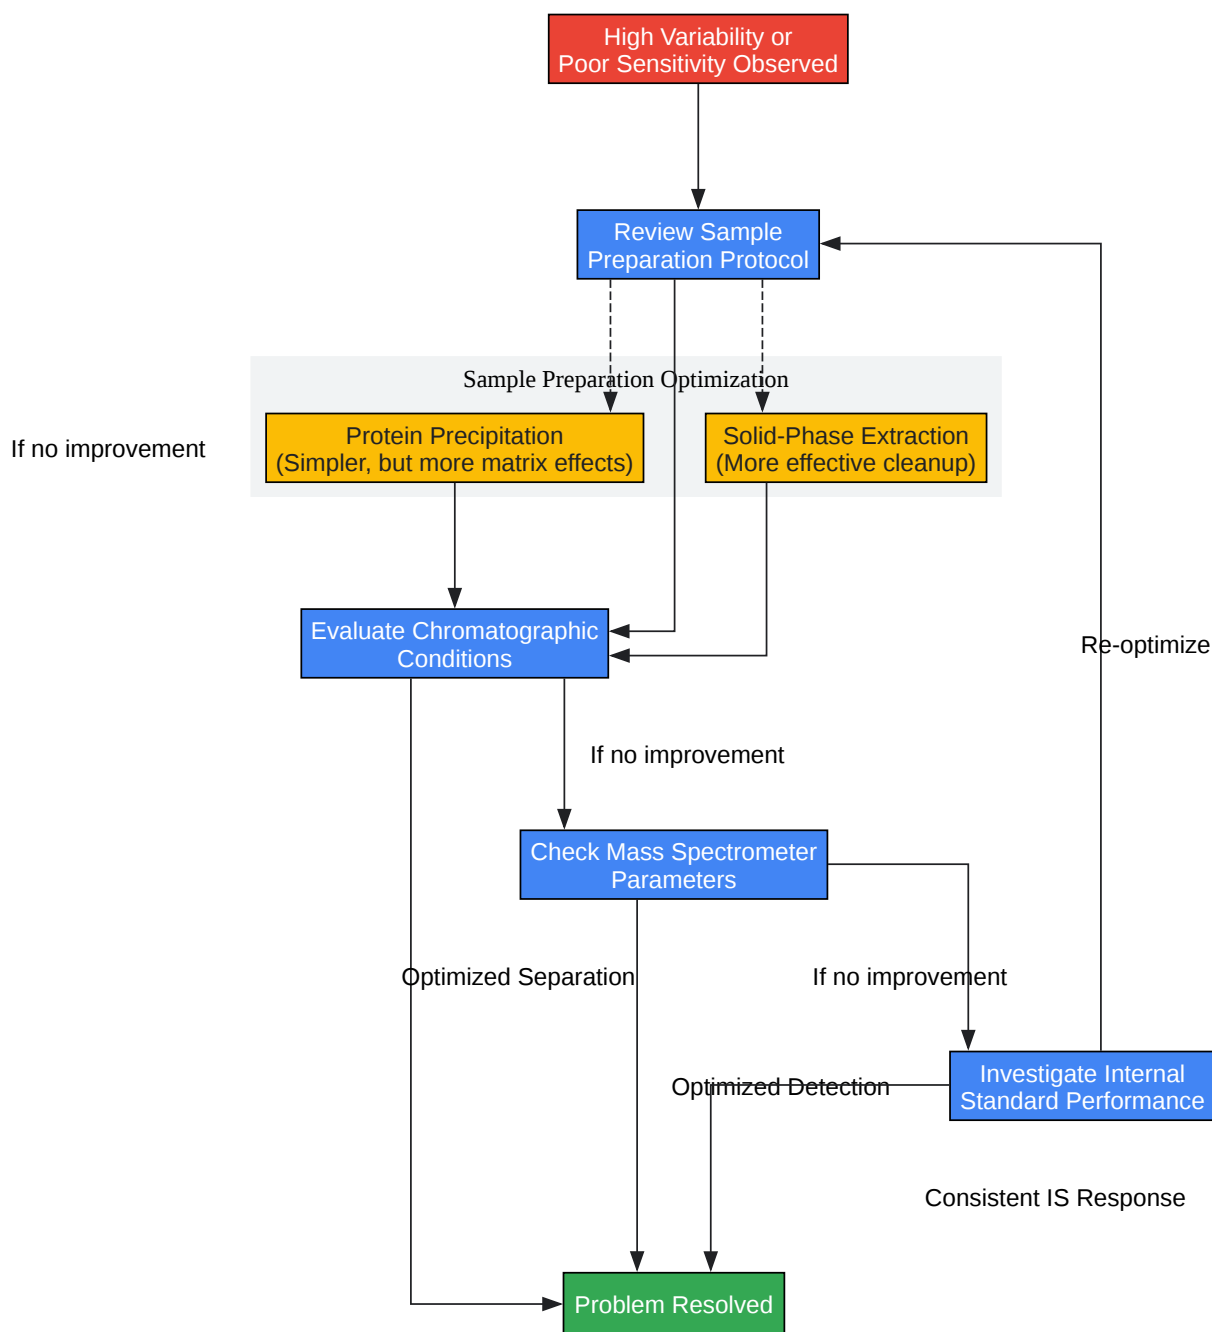 High Variability or
Poor Sensitivity Observed
Review Sample
Preparation Protocol
Sample Preparation Optimization
If no improvement
Protein Precipitation
(Simpler, but more matrix effects)
Solid-Phase Extraction
(More effective cleanup)
Evaluate Chromatographic
Conditions
Re-optimize
If no improvement
Check Mass Spectrometer
Parameters
Optimized Separation
If no improvement
Investigate Internal
Standard Performance
Optimized Detection
Consistent IS Response
Problem Resolved